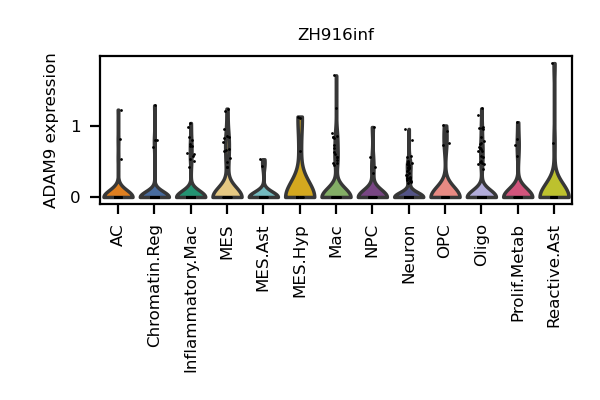 ZH916inf
ADAM9 expression
1
0
AC
Chromatin.Reg
Inflammatory.Mac
MES
MES.Ast
MES.Hyp
Mac
NPC
Neuron
OPC
Oligo
Prolif.Metab
Reactive.Ast